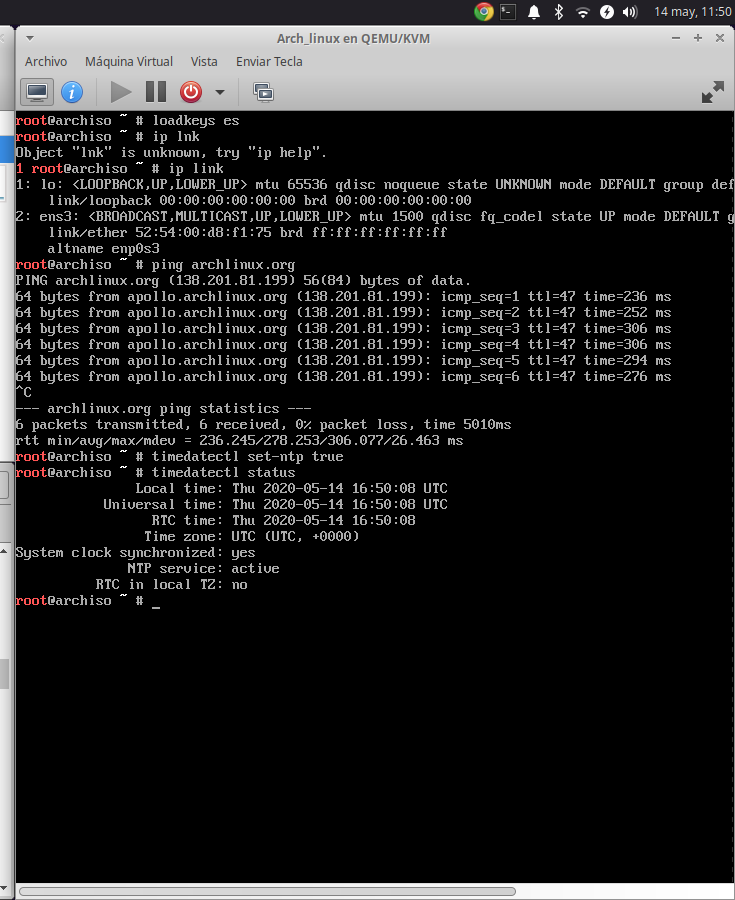 14 may, 11:50
Arch_linux en QEMU/KVM
Archivo Máquina Virtual Vista Enviar Tecla
root@archiso ~ # loadkeys es
root@archiso ~ # ip lnk
Object "lnk" is unknown, try "ip help".
1 root@archiso ~ # ip link
1: lo: <LOOPBACK,UP,LOWER_UP> mtu 65536 qdisc noqueue state UNKNOWN mode DEFAULT group def
link/loopback 00:00:00:00:00:00 brd 00:00:00:00:00:00
2: ens3: <BROADCAST,MULTICAST,UP,LOWER_UP> mtu 1500 qdisc fq_codel state UP mode DEFAULT g
link/ether 52:54:00:d8:f1:75 brd ff:ff:ff:ff:ff:ff
altname enp0s3
root@archiso ~ # ping archlinux.org
PING archlinux.org (138.201.81.199) 56(84) bytes of data.
64 bytes from apollo.archlinux.org (138.201.81.199): icmp_seq=1 ttl=47 time=236 ms
64 bytes from apollo.archlinux.org (138.201.81.199): icmp_seq=2 ttl=47 time=252 ms
64 bytes from apollo.archlinux.org (138.201.81.199): icmp_seq=3 ttl=47 time=306 ms
64 bytes from apollo.archlinux.org (138.201.81.199): icmp_seq=4 ttl=47 time=306 ms
64 bytes from apollo.archlinux.org (138.201.81.199): icmp_seq=5 ttl=47 time=294 ms
64 bytes from apollo.archlinux.org (138.201.81.199): icmp_seq=6 ttl=47 time=276 ms
^C
--- archlinux.org ping statistics ---
6 packets transmitted, 6 received, 0% packet loss, time 5010ms
rtt min/avg/max/mdev = 236.245/278.253/306.077/26.463 ms
root@archiso ~ # timedatectl set-ntp true
root@archiso ~ # timedatectl status
Local time: Thu 2020-05-14 16:50:08 UTC
Universal time: Thu 2020-05-14 16:50:08 UTC
RTC time: Thu 2020-05-14 16:50:08
Time zone: UTC (UTC, +0000)
System clock synchronized: yes
NTP service: active
RTC in local TZ: no
root@archiso ~ # _